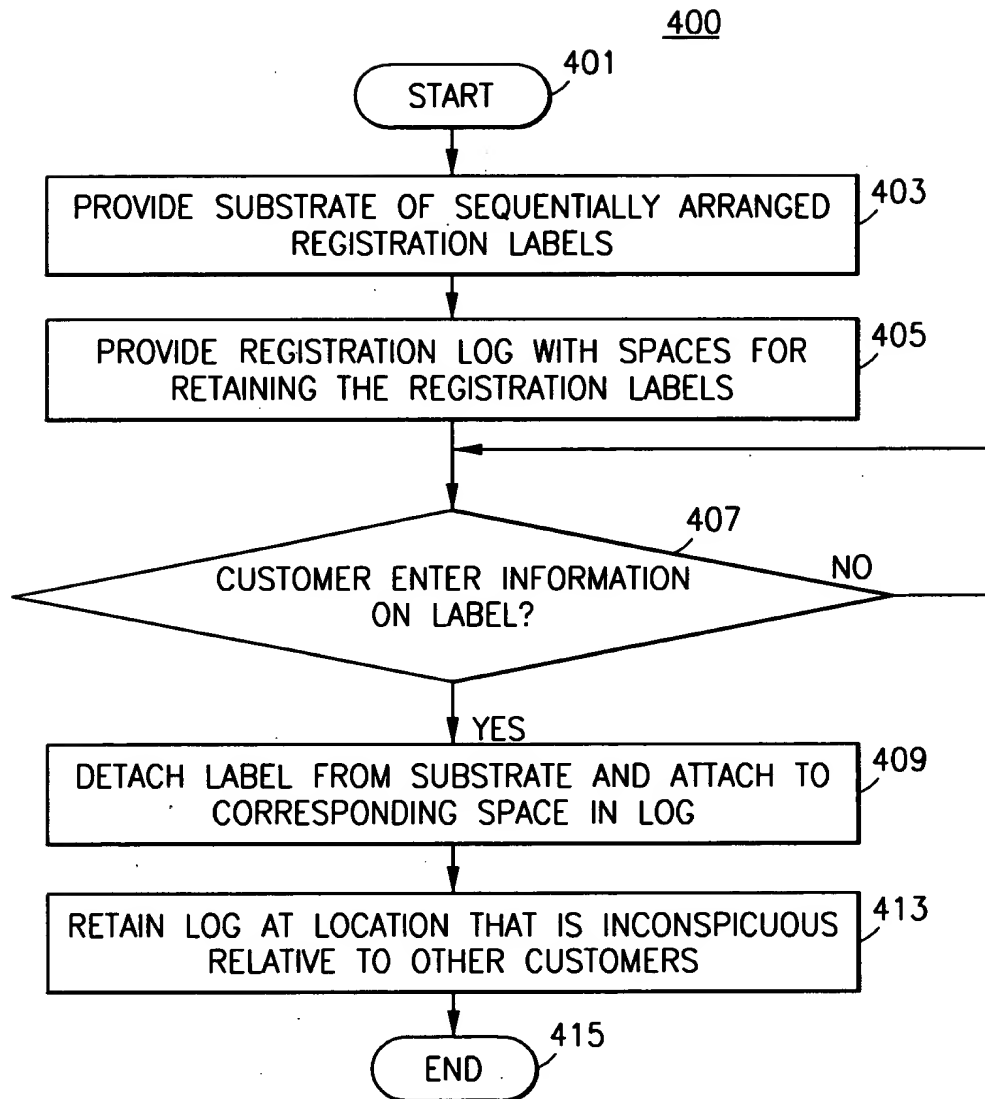 400
START
401
PROVIDE SUBSTRATE OF SEQUENTIALLY ARRANGED
REGISTRATION LABELS
403
PROVIDE REGISTRATION LOG WITH SPACES FOR
RETAINING THE REGISTRATION LABELS
405
407
CUSTOMER ENTER INFORMATION
ON LABEL?
NO
YES
DETACH LABEL FROM SUBSTRATE AND ATTACH TO
CORRESPONDING SPACE IN LOG
409
RETAIN LOG AT LOCATION THAT IS INCONSPICUOUS
RELATIVE TO OTHER CUSTOMERS
413
END
415